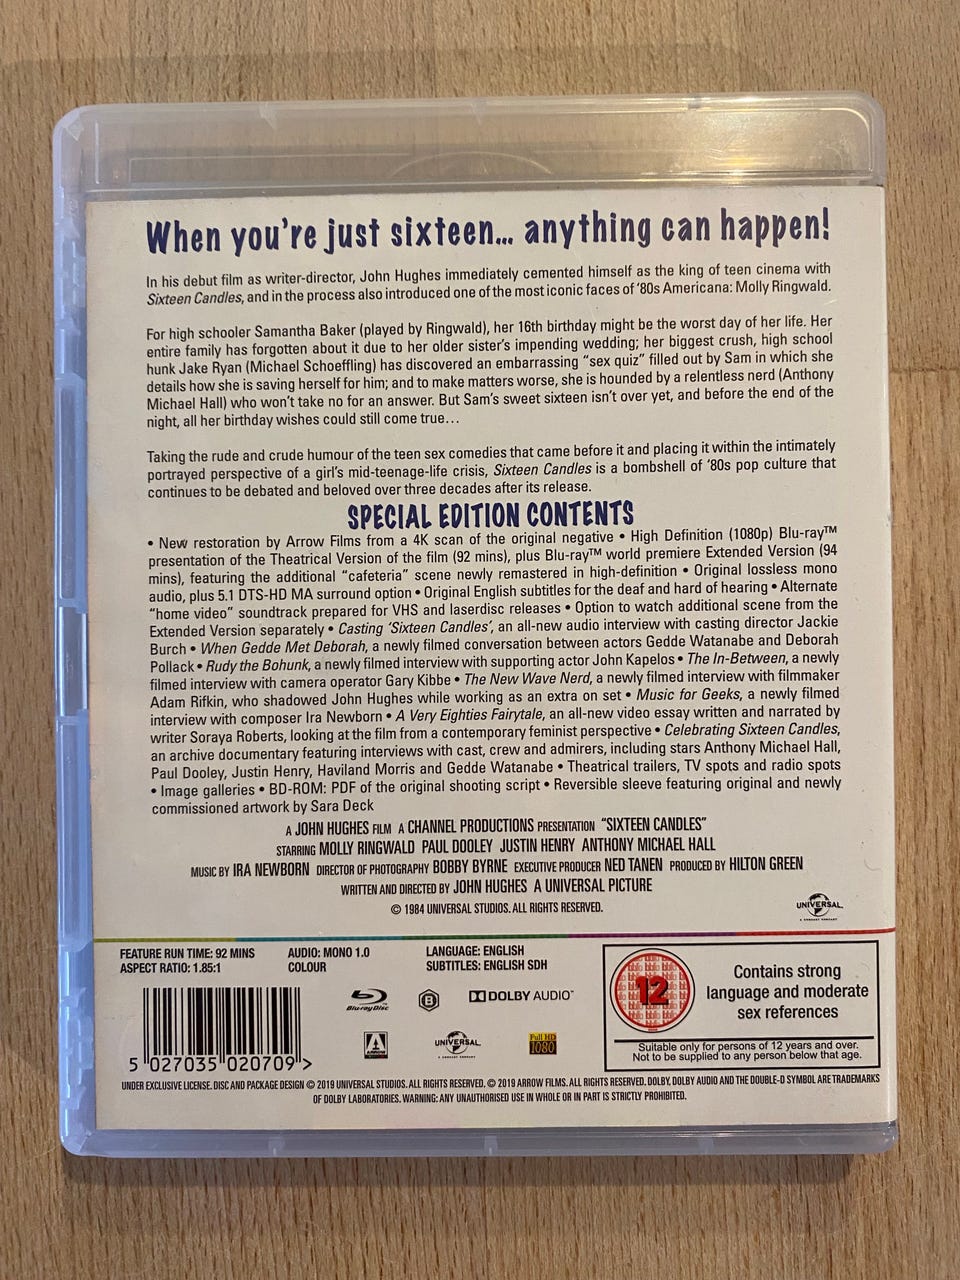 When you're just sixteen... anything can happen!
In his debut film as writer-director, John Hughes immediately cemented himself as the king of teen cinema with
Sixteen Candles, and in the process also introduced one of the most iconic faces of '80s Americana: Molly Ringwald.
For high schooler Samantha Baker (played by Ringwald), her 16th birthday might be the worst day of her life. Her
entire family has forgotten about it due to her older sister's impending wedding; her biggest crush, high school
hunk Jake Ryan (Michael Schoeffling) has discovered an embarrassing "sex quiz" filled out by Sam in which she
details how she is saving herself for him; and to make matters worse, she is hounded by a relentless nerd (Anthony
Michael Hall) who won't take no for an answer. But Sam's sweet sixteen isn't over yet, and before the end of the
night, all her birthday wishes could still come true...
Taking the rude and crude humour of the teen sex comedies that came before it and placing it within the intimately
portrayed perspective of a girl's mid-teenage-life crisis, Sixteen Candles is a bombshell of '80s pop culture that
continues to be debated and beloved over three decades after its release.
SPECIAL EDITION CONTENTS
• New restoration by Arrow Films from a 4K scan of the original negative • High Definition (1080p) Blu-ray™
presentation of the Theatrical Version of the film (92 mins), plus Blu-ray™ world premiere Extended Version (94
mins), featuring the additional "cafeteria" scene newly remastered in high-definition • Original lossless mono
audio, plus 5.1 DTS-HD MA surround option • Original English subtitles for the deaf and hard of hearing • Alternate
"home video" soundtrack prepared for VHS and laserdisc releases • Option to watch additional scene from the
Extended Version separately • Casting 'Sixteen Candles', an all-new audio interview with casting director Jackie
Burch • When Gedde Met Deborah, a newly filmed conversation between actors Gedde Watanabe and Deborah
Pollack • Rudy the Bohunk, a newly filmed interview with supporting actor John Kapelos • The In-Between, a newly
filmed interview with camera operator Gary Kibbe • The New Wave Nerd, a newly filmed interview with filmmaker
Adam Rifkin, who shadowed John Hughes while working as an extra on set • Music for Geeks, a newly filmed
interview with composer Ira Newborn • A Very Eighties Fairytale, an all-new video essay written and narrated by
writer Soraya Roberts, looking at the film from a contemporary feminist perspective • Celebrating Sixteen Candles,
an archive documentary featuring interviews with cast, crew and admirers, including stars Anthony Michael Hall,
Paul Dooley, Justin Henry, Haviland Morris and Gedde Watanabe • Theatrical trailers, TV spots and radio spots
• Image galleries • BD-ROM: PDF of the original shooting script • Reversible sleeve featuring original and newly
commissioned artwork by Sara Deck
A JOHN HUGHES FILM A CHANNEL PRODUCTIONS PRESENTATION "SIXTEEN CANDLES"
STARRING MOLLY RINGWALD PAUL DOOLEY JUSTIN HENRY ANTHONY MICHAEL HALL
MUSIC BY IRA NEWBORN DIRECTOR OF PHOTOGRAPHY BOBBY BYRNE EXECUTIVE PRODUCER NED TANEN PRODUCED BY HILTON GREEN
WRITTEN AND DIRECTED BY JOHN HUGHES A UNIVERSAL PICTURE
© 1984 UNIVERSAL STUDIOS. ALL RIGHTS RESERVED.
UNIVERSAL
FEATURE RUN TIME: 92 MINS
ASPECT RATIO: 1.85:1
AUDIO: MONO 1.0
COLOUR
LANGUAGE: ENGLISH
SUBTITLES: ENGLISH SDH
Blu-ray Disc
B
DOLBY AUDIO™
ARROW
UNIVERSAL
Full HD
1080
5 027035 020709 >
12
Contains strong
language and moderate
sex references
Suitable only for persons of 12 years and over.
Not to be supplied to any person below that age.
UNDER EXCLUSIVE LICENSE. DISC AND PACKAGE DESIGN © 2019 UNIVERSAL STUDIOS. ALL RIGHTS RESERVED. © 2019 ARROW FILMS. ALL RIGHTS RESERVED. DOLBY, DOLBY AUDIO AND THE DOUBLE-D SYMBOL ARE TRADEMARKS
OF DOLBY LABORATORIES. WARNING: ANY UNAUTHORISED USE IN WHOLE OR IN PART IS STRICTLY PROHIBITED.